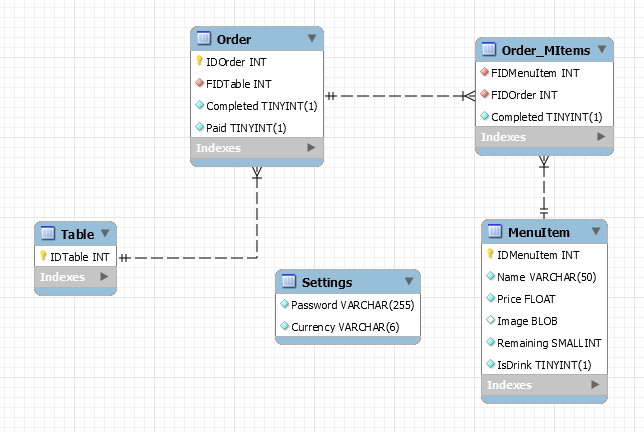 Order
IDOrder INT
FIDTable INT
Completed TINYINT(1)
Paid TINYINT(1)
Indexes
Order_MItems
FIDMenuItem INT
FIDOrder INT
Completed TINYINT(1)
Indexes
Table
IDTable INT
Indexes
Settings
Password VARCHAR(255)
Currency VARCHAR(6)
MenuItem
IDMenuItem INT
Name VARCHAR(50)
Price FLOAT
Image BLOB
Remaining SMALLINT
IsDrink TINYINT(1)
Indexes